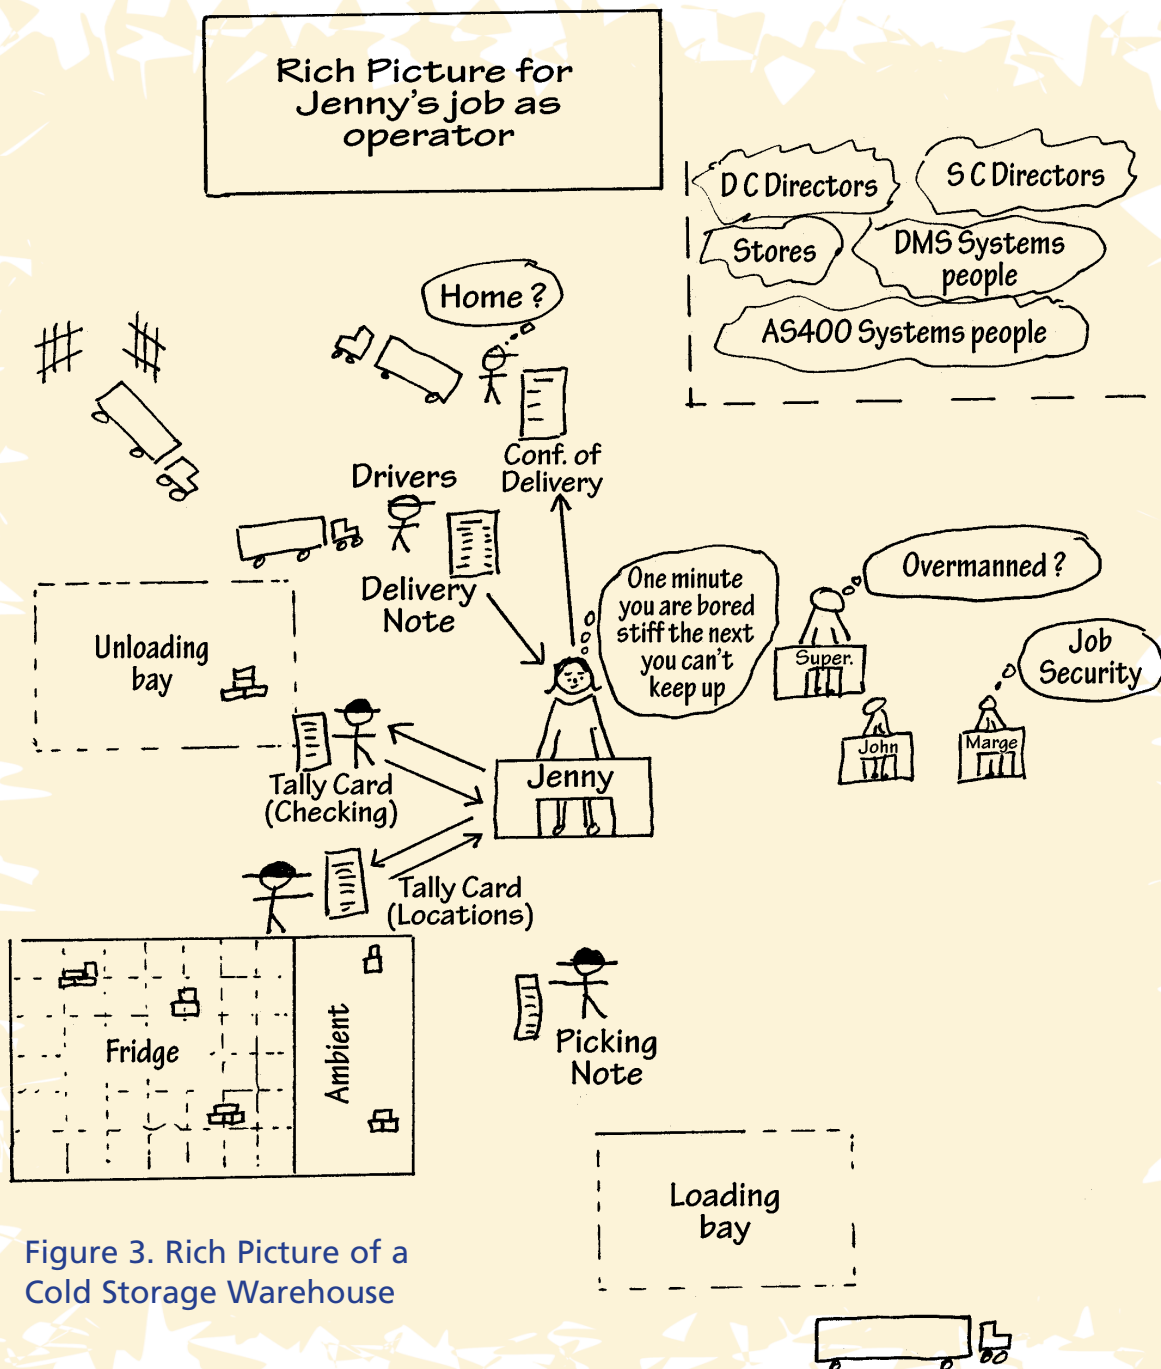 Rich Picture for
Jenny's job as
operator
D C Directors
S C Directors
Stores
DMS Systems
people
AS400 Systems people
Home ?
Conf. of
Delivery
Drivers
Delivery
Note
One minute
you are bored
stiff the next
you can't
keep up
Overmanned ?
Super.
Job
Security
John
Marge
Unloading
bay
Tally Card
(Checking)
Jenny
Tally Card
(Locations)
Fridge
Ambient
Picking
Note
Loading
bay
Figure 3. Rich Picture of a
Cold Storage Warehouse